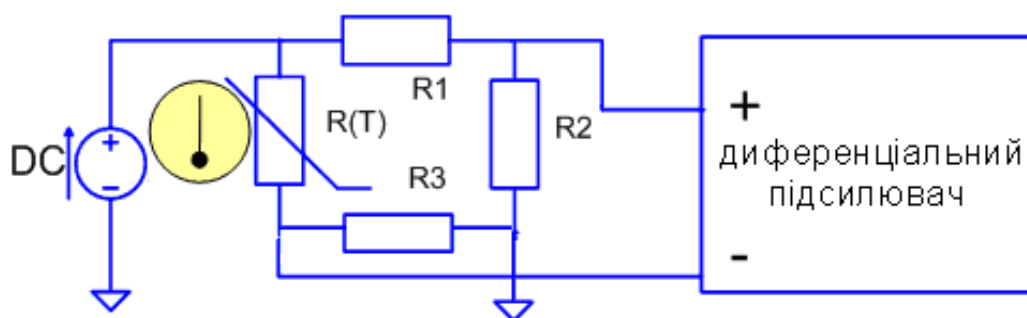 R1
R(T)
R2
DC
R3
+
-
+
диференціальний
підсилювач
-